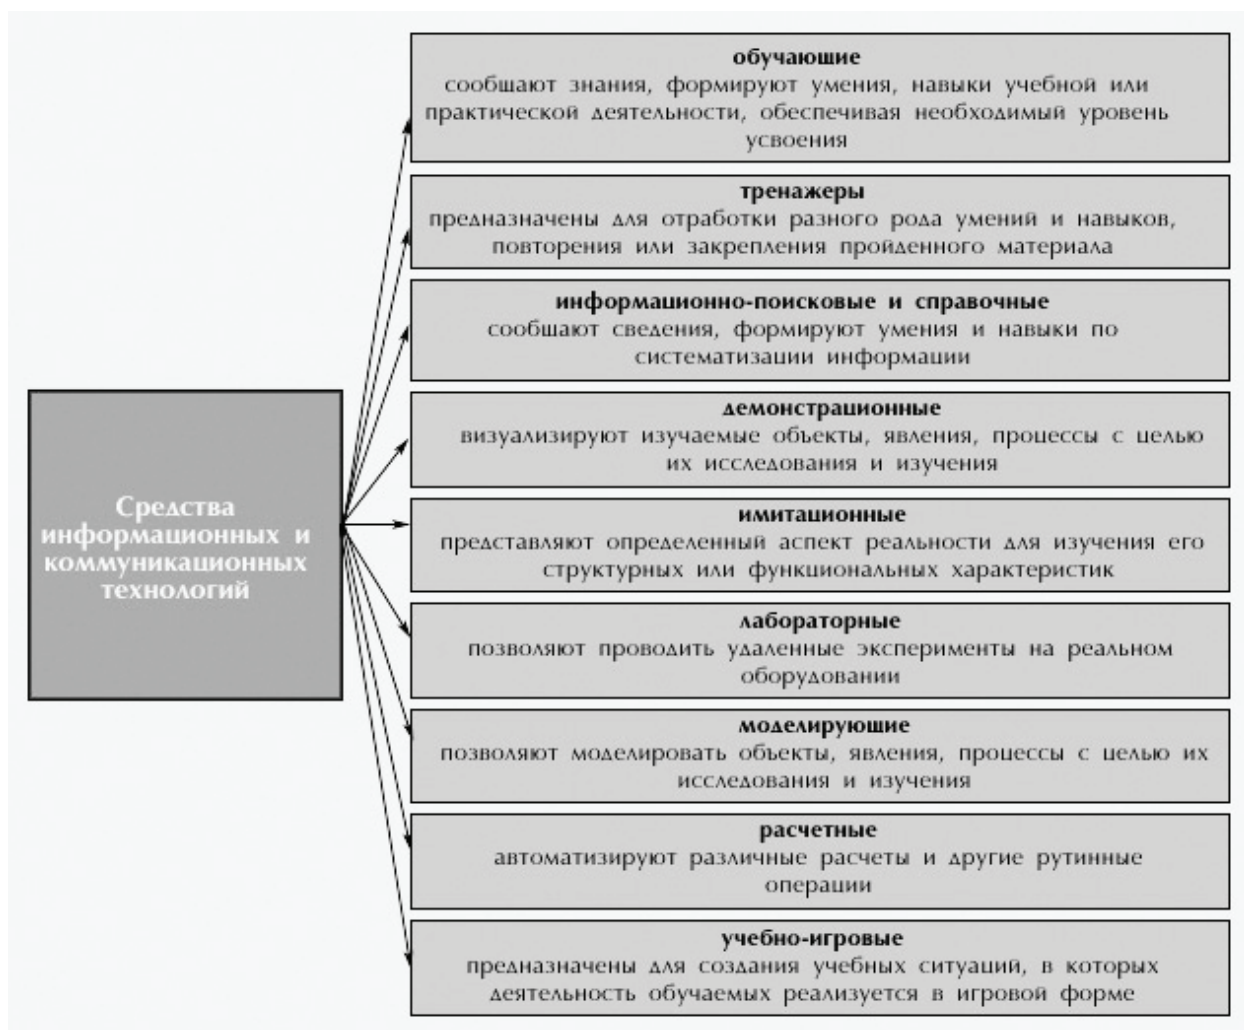 Средства
информационных и
коммуникационных
технологий
обучающие
сообщают знания, формируют умения, навыки учебной или
практической деятельности, обеспечивая необходимый уровень
усвоения
тренажеры
предназначены для отработки разного рода умений и навыков,
повторения или закрепления пройденного материала
информационно-поисковые и справочные
сообщают сведения, формируют умения и навыки по
систематизации информации
демонстрационные
визуализируют изучаемые объекты, явления, процессы с целью
их исследования и изучения
имитационные
представляют определенный аспект реальности для изучения его
структурных или функциональных характеристик
лабораторные
позволяют проводить удаленные эксперименты на реальном
оборудовании
моделирующие
позволяют моделировать объекты, явления, процессы с целью их
исследования и изучения
расчетные
автоматизируют различные расчеты и другие рутинные
операции
учебно-игровые
предназначены для создания учебных ситуаций, в которых
деятельность обучаемых реализуется в игровой форме